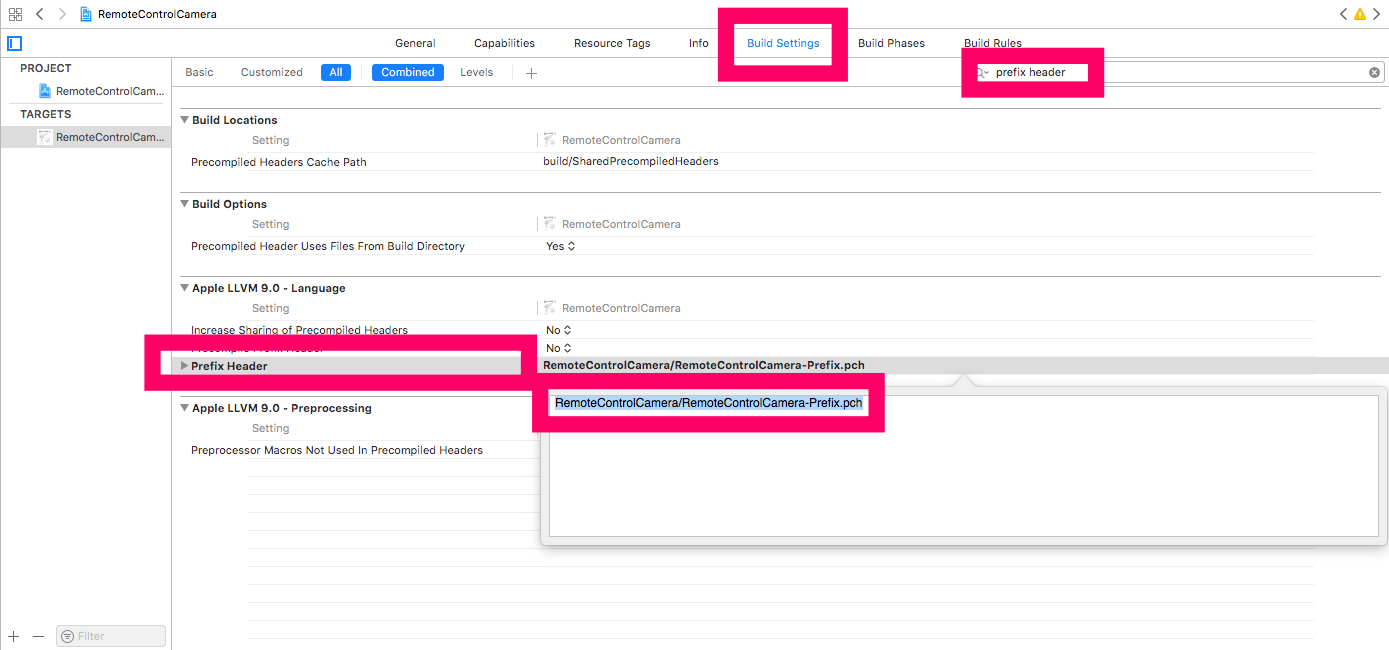 RemoteControlCamera
General Capabilities Resource Tags Info Build Settings Build Phases Build Rules
PROJECT
Basic Customized All Combined Levels + prefix header
RemoteControlCam...
TARGETS
RemoteControlCam...
Build Locations
Setting RemoteControlCamera
Precompiled Headers Cache Path build/SharedPrecompiledHeaders
Build Options
Setting RemoteControlCamera
Precompiled Header Uses Files From Build Directory Yes
Apple LLVM 9.0 - Language
Setting RemoteControlCamera
Increase Sharing of Precompiled Headers No
Precompile Prefix Header No
Prefix Header RemoteControlCamera/RemoteControlCamera-Prefix.pch
RemoteControlCamera/RemoteControlCamera-Prefix.pch
Apple LLVM 9.0 - Preprocessing
Setting
Preprocessor Macros Not Used In Precompiled Headers
Filter